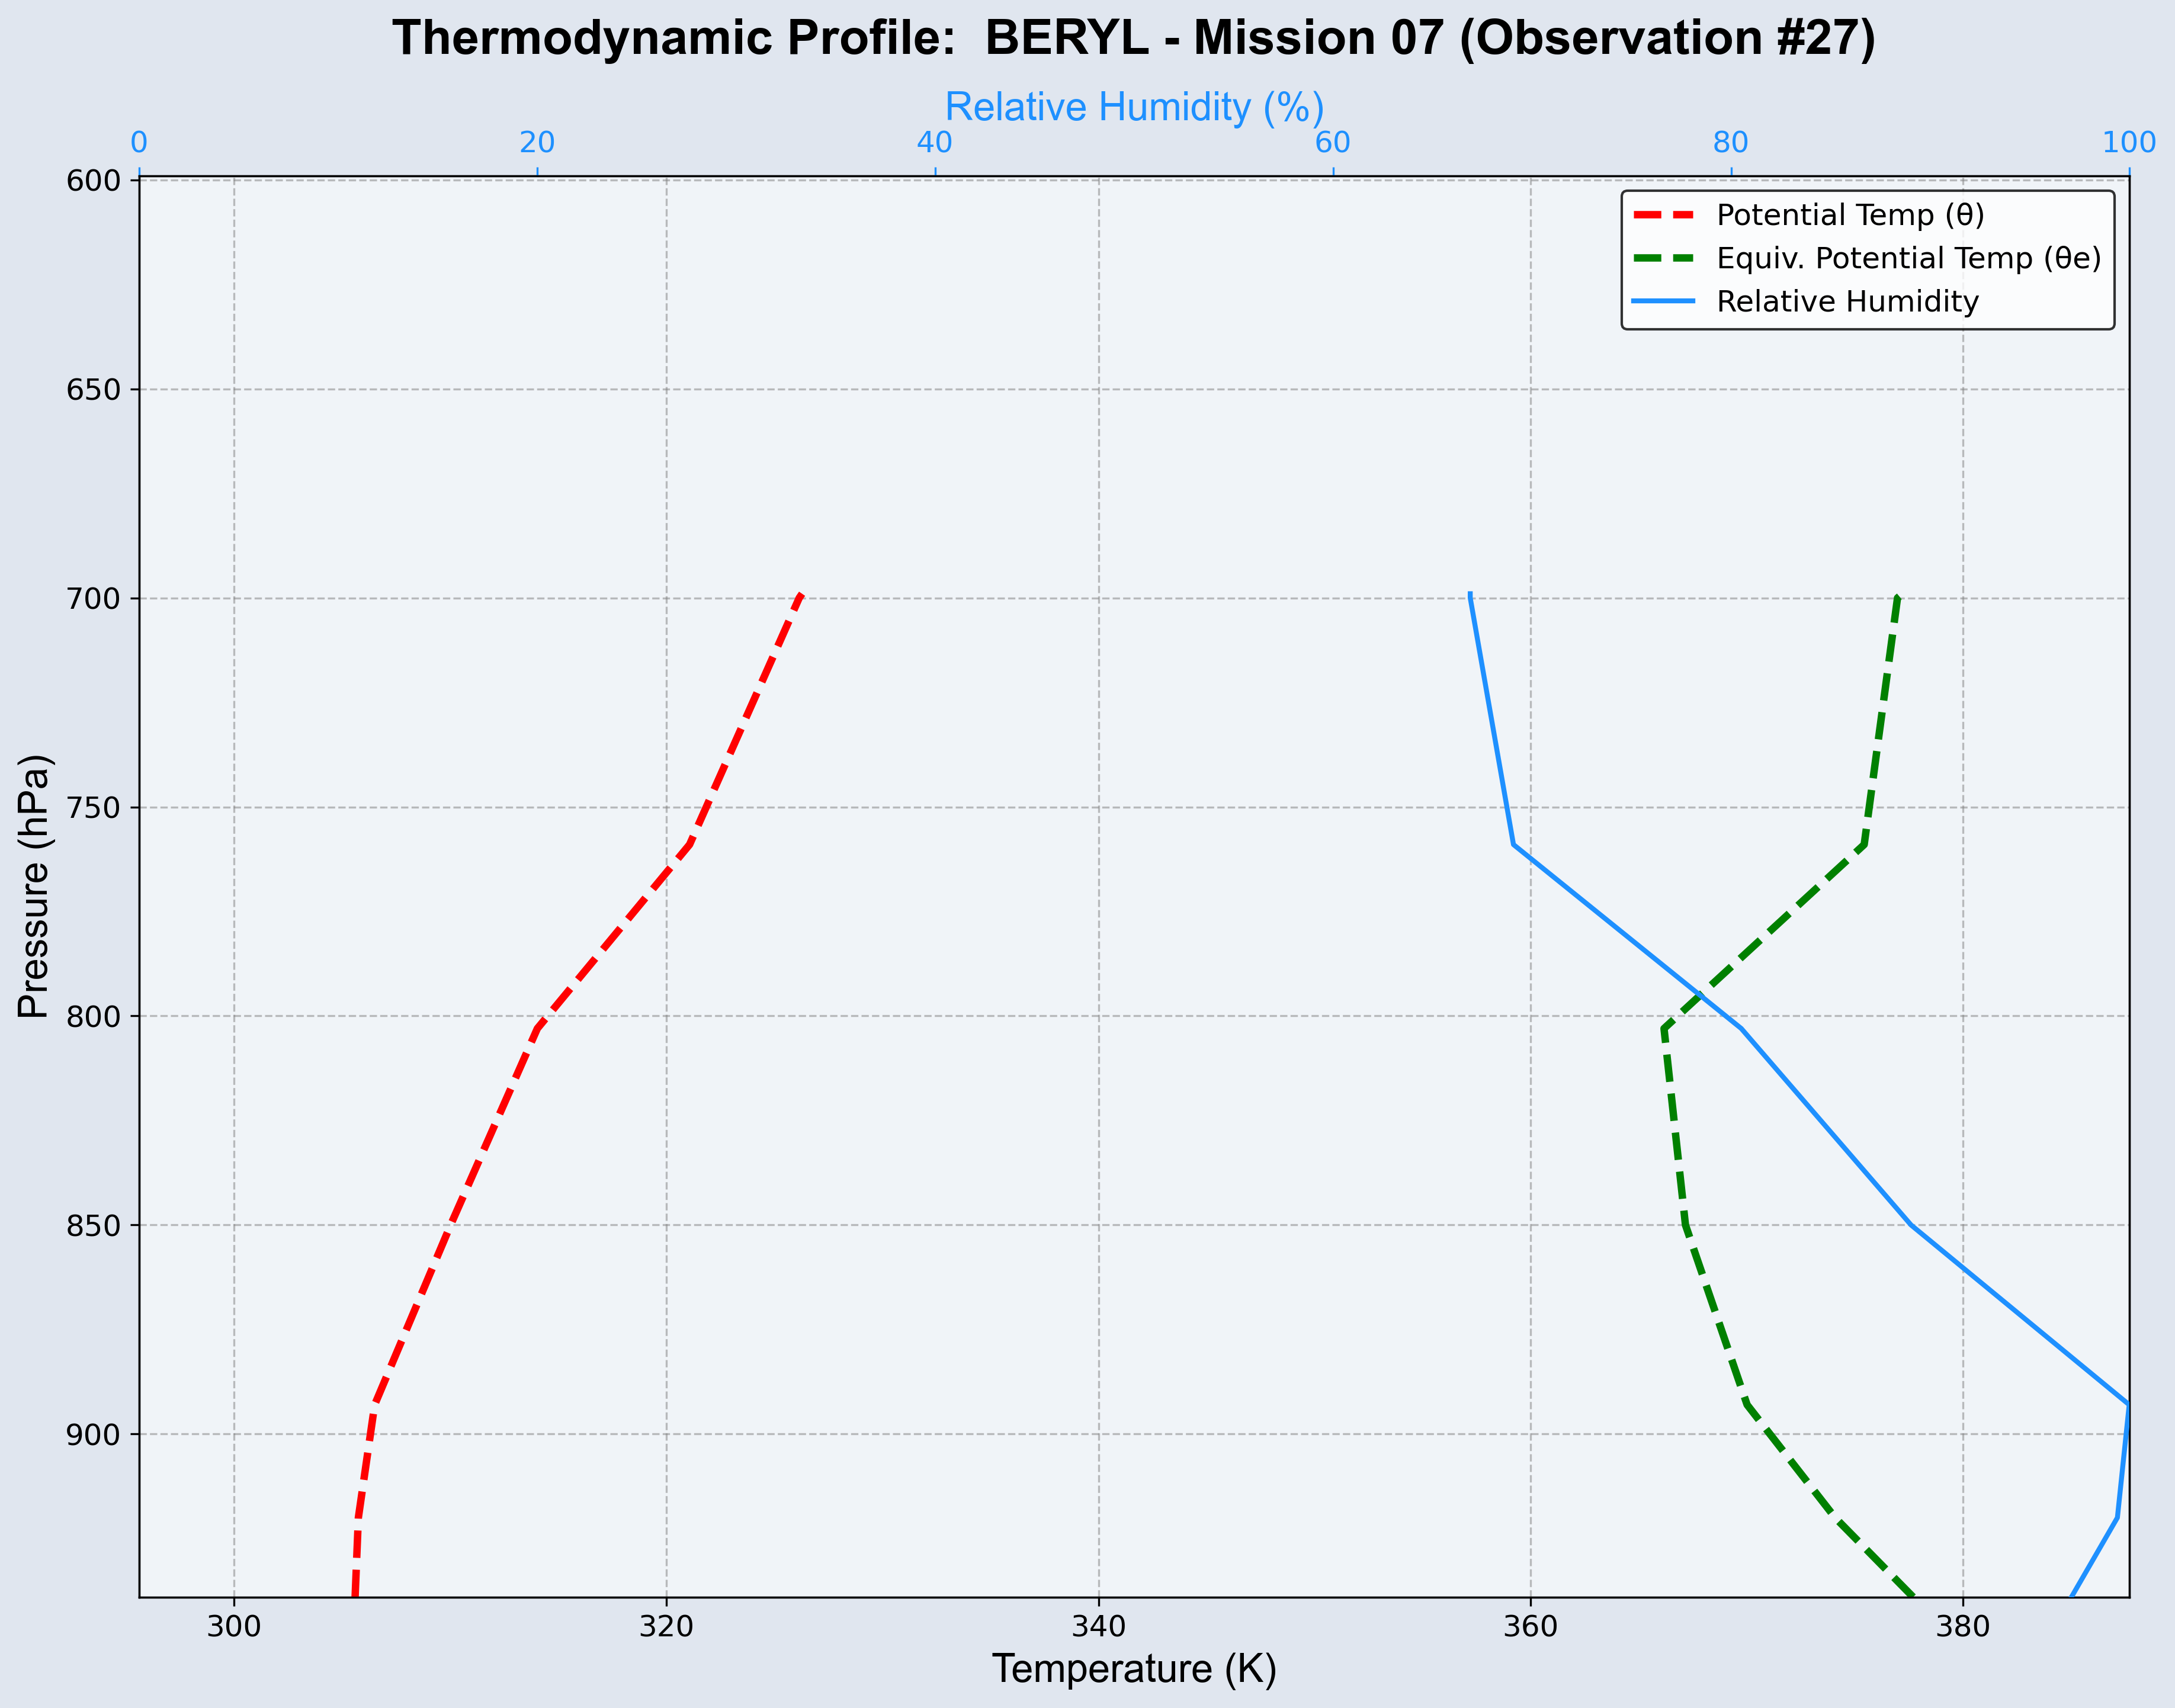 Thermodynamic Profile:  BERYL - Mission 07 (Observation #27)
Relative Humidity (%)
0 20 40 60 80 100
Potential Temp (θ)
Equiv. Potential Temp (θe)
Relative Humidity
Pressure (hPa)
600
650
700
750
800
850
900
300 320 340 360 380
Temperature (K)